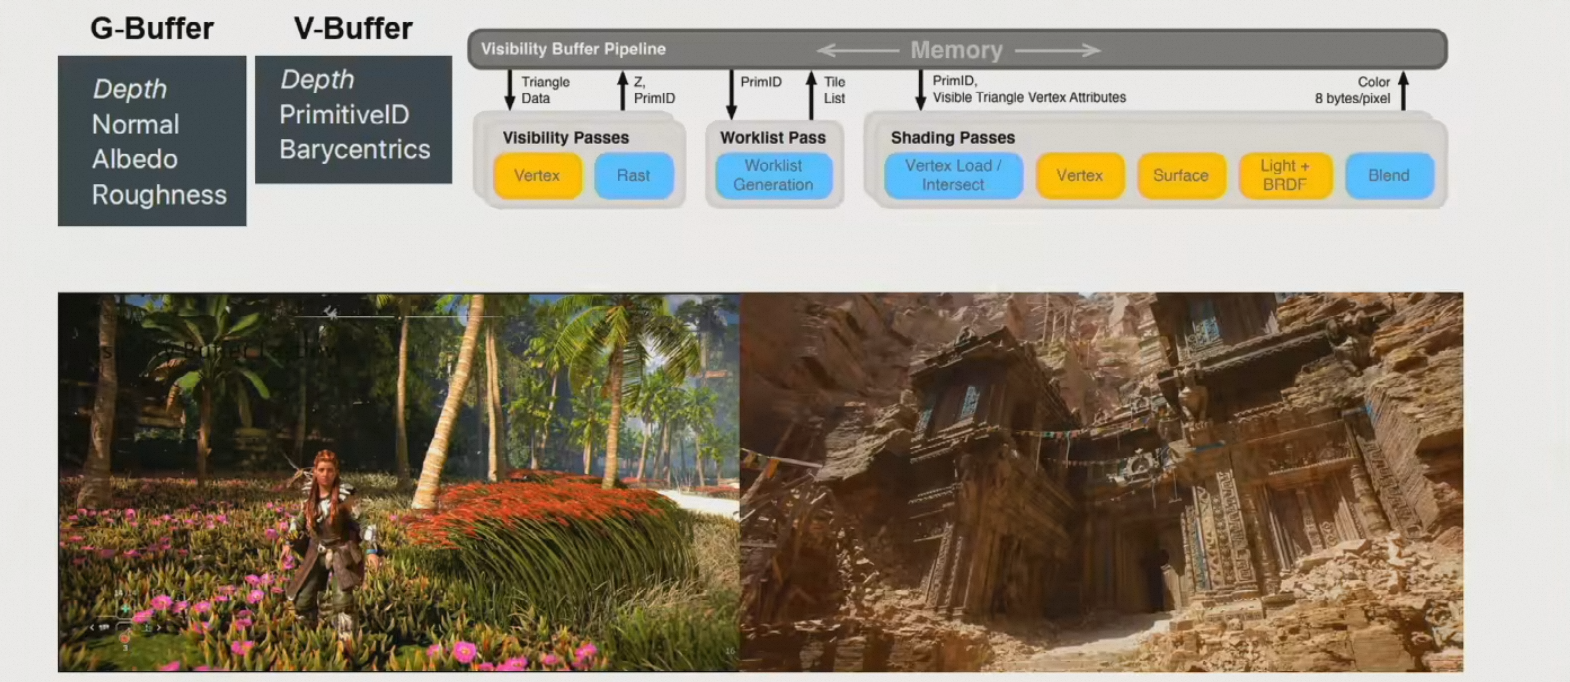 G-Buffer
Depth
Normal
Albedo
Roughness
V-Buffer
Depth
PrimitiveID
Barycentrics
Visibility Buffer Pipeline
Memory
Triangle
Data
Z,
PrimID
PrimID
Tile
List
PrimID,
Visible Triangle Vertex Attributes
Color
8 bytes/pixel
Visibility Passes
Vertex
Rast
Worklist Pass
Worklist
Generation
Shading Passes
Vertex Load /
Intersect
Vertex
Surface
Light +
BRDF
Blend
16